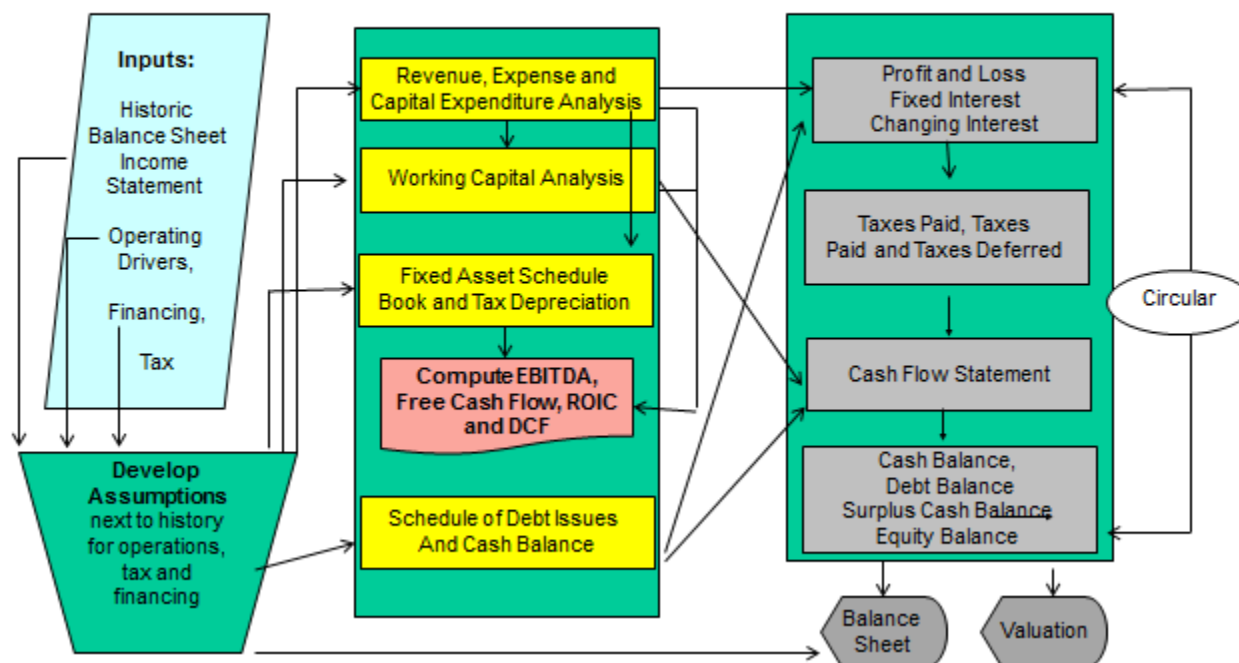 Inputs:
Historic
Balance Sheet
Income
Statement
Operating
Drivers,
Financing,
Tax
Develop
Assumptions
next to history
for operations,
tax and
financing
Revenue, Expense and
Capital Expenditure Analysis
Working Capital Analysis
Fixed Asset Schedule
Book and Tax Depreciation
Compute EBITDA,
Free Cash Flow, ROIC
and DCF
Schedule of Debt Issues
And Cash Balance
Profit and Loss
Fixed Interest
Changing Interest
Taxes Paid, Taxes
Paid and Taxes Deferred
Cash Flow Statement
Cash Balance,
Debt Balance
Surplus Cash Balance
Equity Balance
Circular
Balance
Sheet
Valuation